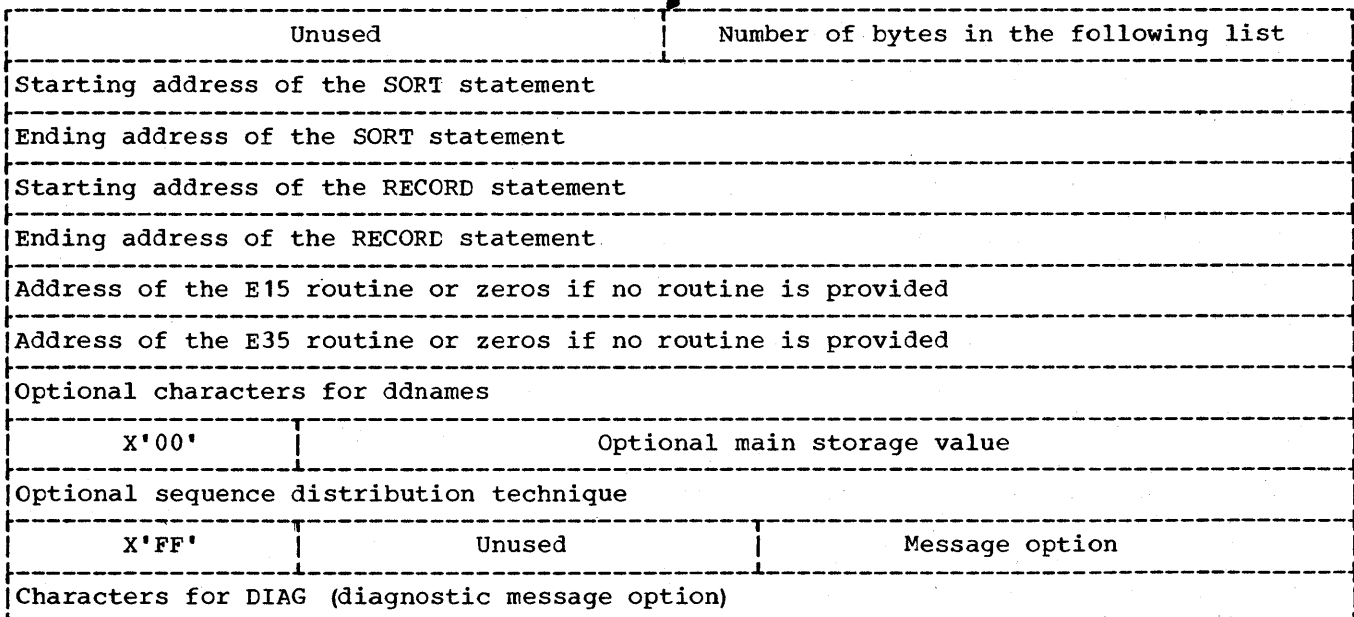 Unused Number of bytes in the following list
Starting address of the SORT statement
Ending address of the SORT statement
Starting address of the RECORD statement
Ending address of the RECORD statement
Address of the E15 routine or zeros if no routine is provided
Address of the E35 routine or zeros if no routine is provided
Optional characters for ddnames
X'00' Optional main storage value
Optional sequence distribution technique
X'FF' Unused Message option
Characters for DIAG (diagnostic message option)